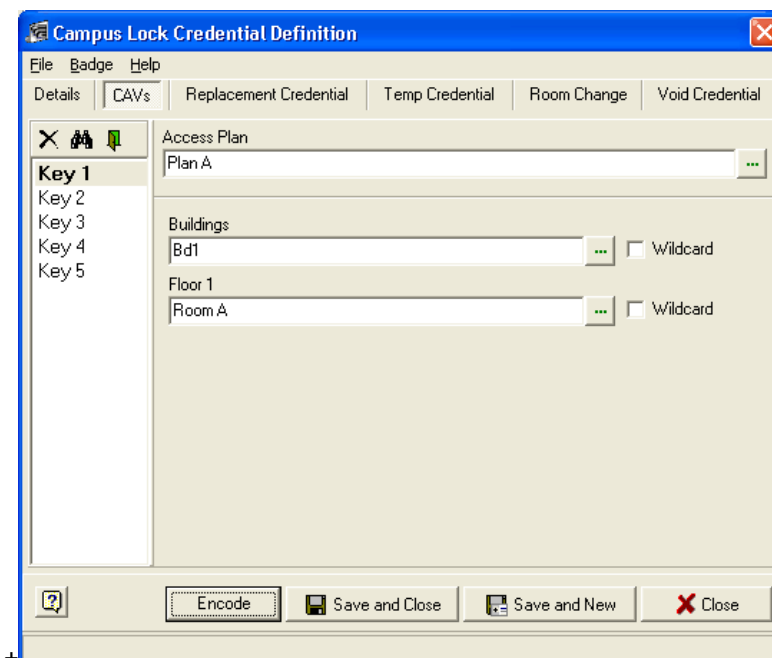 Campus Lock Credential Definition
File Badge Help
Details CAVs Replacement Credential Temp Credential Room Change Void Credential
Access Plan
Plan A ...
Key 1
Key 2
Key 3
Key 4
Key 5
Buildings
Bd1 ... Wildcard
Floor 1
Room A ... Wildcard
? Encode Save and Close Save and New Close
+